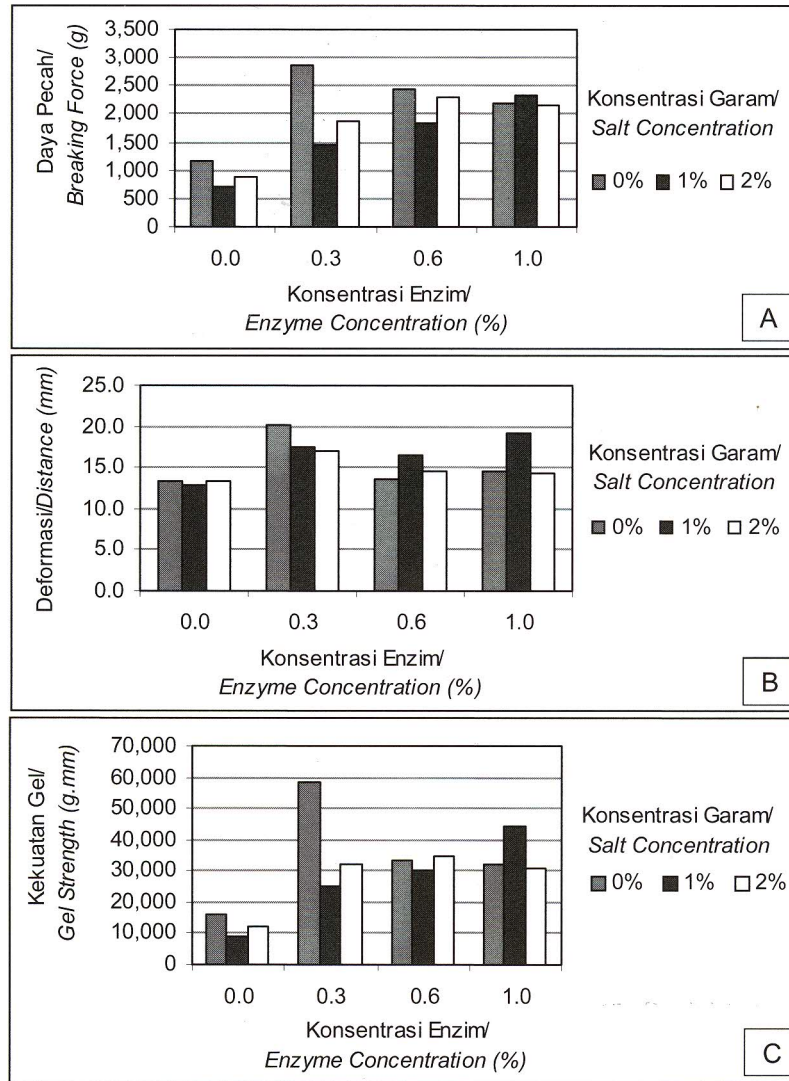 3,500
3,000
2,500
2,000
1,500
1,000
500
0
Daya Pecah/
Breaking Force (g)
0.0 0.3 0.6 1.0
Konsentrasi Enzim/
Enzyme Concentration (%)
Konsentrasi Garam/
Salt Concentration
0% 1% 2%
A
25.0
20.0
15.0
10.0
5.0
0.0
Deformasi/Distance (mm)
0.0 0.3 0.6 1.0
Konsentrasi Enzim/
Enzyme Concentration (%)
Konsentrasi Garam/
Salt Concentration
0% 1% 2%
B
70,000
60,000
50,000
40,000
30,000
20,000
10,000
0
Kekuatan Gel/
Gel Strength (g.mm)
0.0 0.3 0.6 1.0
Konsentrasi Enzim/
Enzyme Concentration (%)
Konsentrasi Garam/
Salt Concentration
0% 1% 2%
C